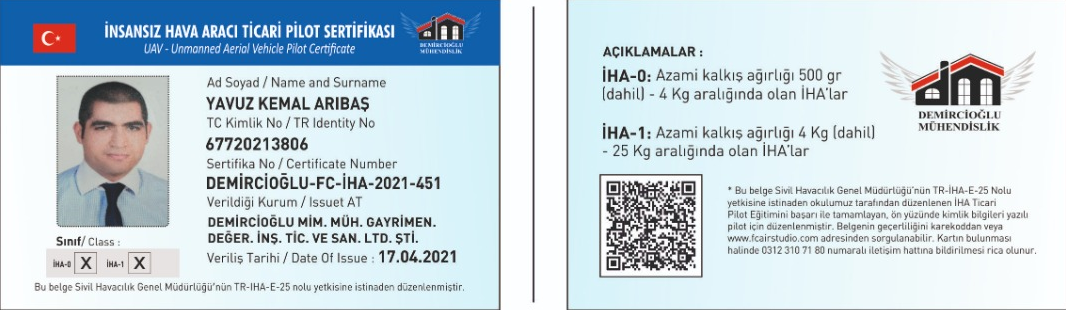 İNSANSIZ HAVA ARACI TİCARİ PİLOT SERTİFİKASI
UAV - Unmanned Aerial Vehicle Pilot Certificate
DEMİRCİOĞLU
MÜHENDİSLİK
Ad Soyad / Name and Surname
YAVUZ KEMAL ARIBAŞ
TC Kimlik No / TR Identity No
67720213806
Sertifika No / Certificate Number
DEMİRCİOĞLU-FC-İHA-2021-451
Verildiği Kurum / Issuet AT
DEMİRCİOĞLU MİM. MÜH. GAYRİMEN.
DEĞER. İNŞ. TİC. VE SAN. LTD. ŞTİ.
Veriliş Tarihi / Date Of Issue : 17.04.2021
Sınıf/ Class :
İHA-0 X İHA-1 X
Bu belge Sivil Havacılık Genel Müdürlüğü'nün TR-IHA-E-25 nolu yetkisine istinaden düzenlenmiştir.
AÇIKLAMALAR :
İHA-0: Azami kalkış ağırlığı 500 gr
(dahil) - 4 Kg aralığında olan İHA'lar
İHA-1: Azami kalkış ağırlığı 4 Kg (dahil)
- 25 Kg aralığında olan İHA'lar
DEMİRCİOĞLU
MÜHENDİSLİK
* Bu belge Sivil Havacılık Genel Müdürlüğü'nün TR-İHA-E-25 Nolu
yetkisine istinaden okulumuz tarafından düzenlenen İHA Ticari
Pilot Eğitimini başarı ile tamamlayan, ön yüzünde kimlik bilgileri yazılı
pilot için düzenlenmiştir. Belgenin geçerliliğini karekoddan veya
www.fcairstudio.com adresinden sorgulanabilir. Kartın bulunması
halinde 0312 310 71 80 numaralı iletişim hattına bildirilmesi rica olunur.